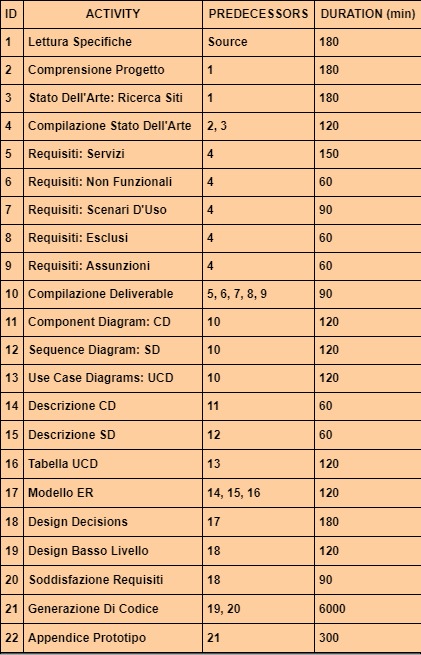 ID ACTIVITY PREDECESSORS DURATION (min)
1 Lettura Specifiche Source 180
2 Comprensione Progetto 1 180
3 Stato Dell'Arte: Ricerca Siti 1 180
4 Compilazione Stato Dell'Arte 2, 3 120
5 Requisiti: Servizi 4 150
6 Requisiti: Non Funzionali 4 60
7 Requisiti: Scenari D'Uso 4 90
8 Requisiti: Esclusi 4 60
9 Requisiti: Assunzioni 4 60
10 Compilazione Deliverable 5, 6, 7, 8, 9 90
11 Component Diagram: CD 10 120
12 Sequence Diagram: SD 10 120
13 Use Case Diagrams: UCD 10 120
14 Descrizione CD 11 60
15 Descrizione SD 12 60
16 Tabella UCD 13 120
17 Modello ER 14, 15, 16 120
18 Design Decisions 17 180
19 Design Basso Livello 18 120
20 Soddisfazione Requisiti 18 90
21 Generazione Di Codice 19, 20 6000
22 Appendice Prototipo 21 300